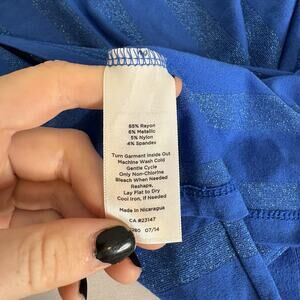 85% Rayon
6% Metallic
5% Nylon
4% Spandex
Turn Garment Inside Out
Machine Wash Cold
Gentle Cycle
Only Non-Chlorine
Bleach When Needed
Reshape,
Lay Flat to Dry
Cool Iron, if Needed
Made in Nicaragua
CA #23147
07/14